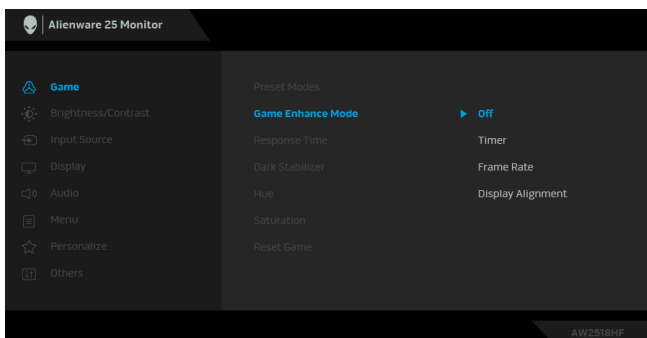 Alienware 25 Monitor
Game
Brightness/Contrast
Input Source
Display
Audio
Menu
Personalize
Others
Preset Modes
Game Enhance Mode
Response Time
Dark Stabilizer
Hue
Saturation
Reset Game
Off
Timer
Frame Rate
Display Alignment
AW2518HF